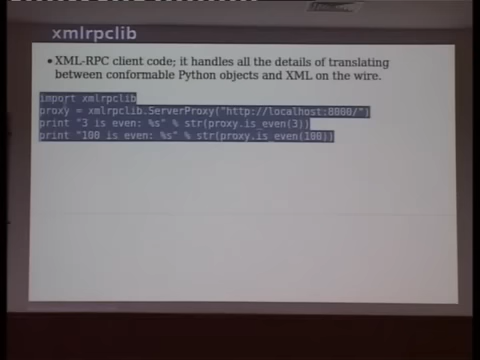 xmlrpclib
• XML-RPC client code; it handles all the details of translating
between conformable Python objects and XML on the wire.
import xmlrpclib
proxy = xmlrpclib.ServerProxy("http://localhost:8000/")
print "3 is even: %s" % str(proxy.is_even(3))
print "100 is even: %s" % str(proxy.is_even(100))